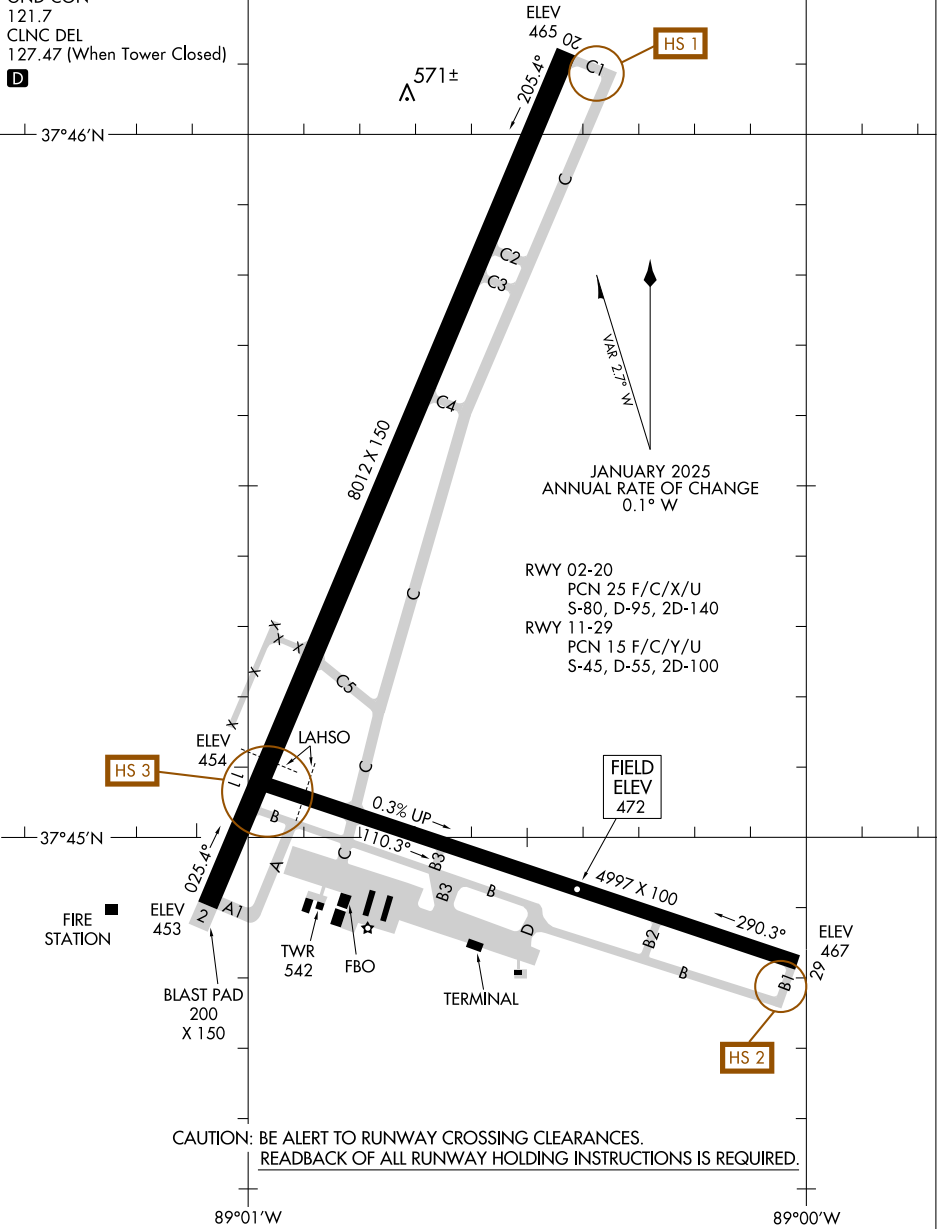 121.7
CLNC DEL
127.47 (When Tower Closed)
D
ELEV
465
20
HS 1
C1
571±
205.4°
37°46'N
C
C2
C3
VAR 2.7° W
C4
8012 X 150
JANUARY 2025
ANNUAL RATE OF CHANGE
0.1° W
RWY 02-20
PCN 25 F/C/X/U
S-80, D-95, 2D-140
RWY 11-29
PCN 15 F/C/Y/U
S-45, D-55, 2D-100
C
X
X
X
X
X
C5
ELEV
454
LAHSO
HS 3
11
C
FIELD
ELEV
472
0.3% UP
B
110.3°
37°45'N
025.4°
A
C
B3
B3
B
4997 X 100
290.3°
ELEV
467
29
FIRE
STATION
ELEV
453
2
A1
D
B2
B
B1
TWR
542
FBO
TERMINAL
BLAST PAD
200
X 150
HS 2
CAUTION: BE ALERT TO RUNWAY CROSSING CLEARANCES.
READBACK OF ALL RUNWAY HOLDING INSTRUCTIONS IS REQUIRED.
89°01'W
89°00'W